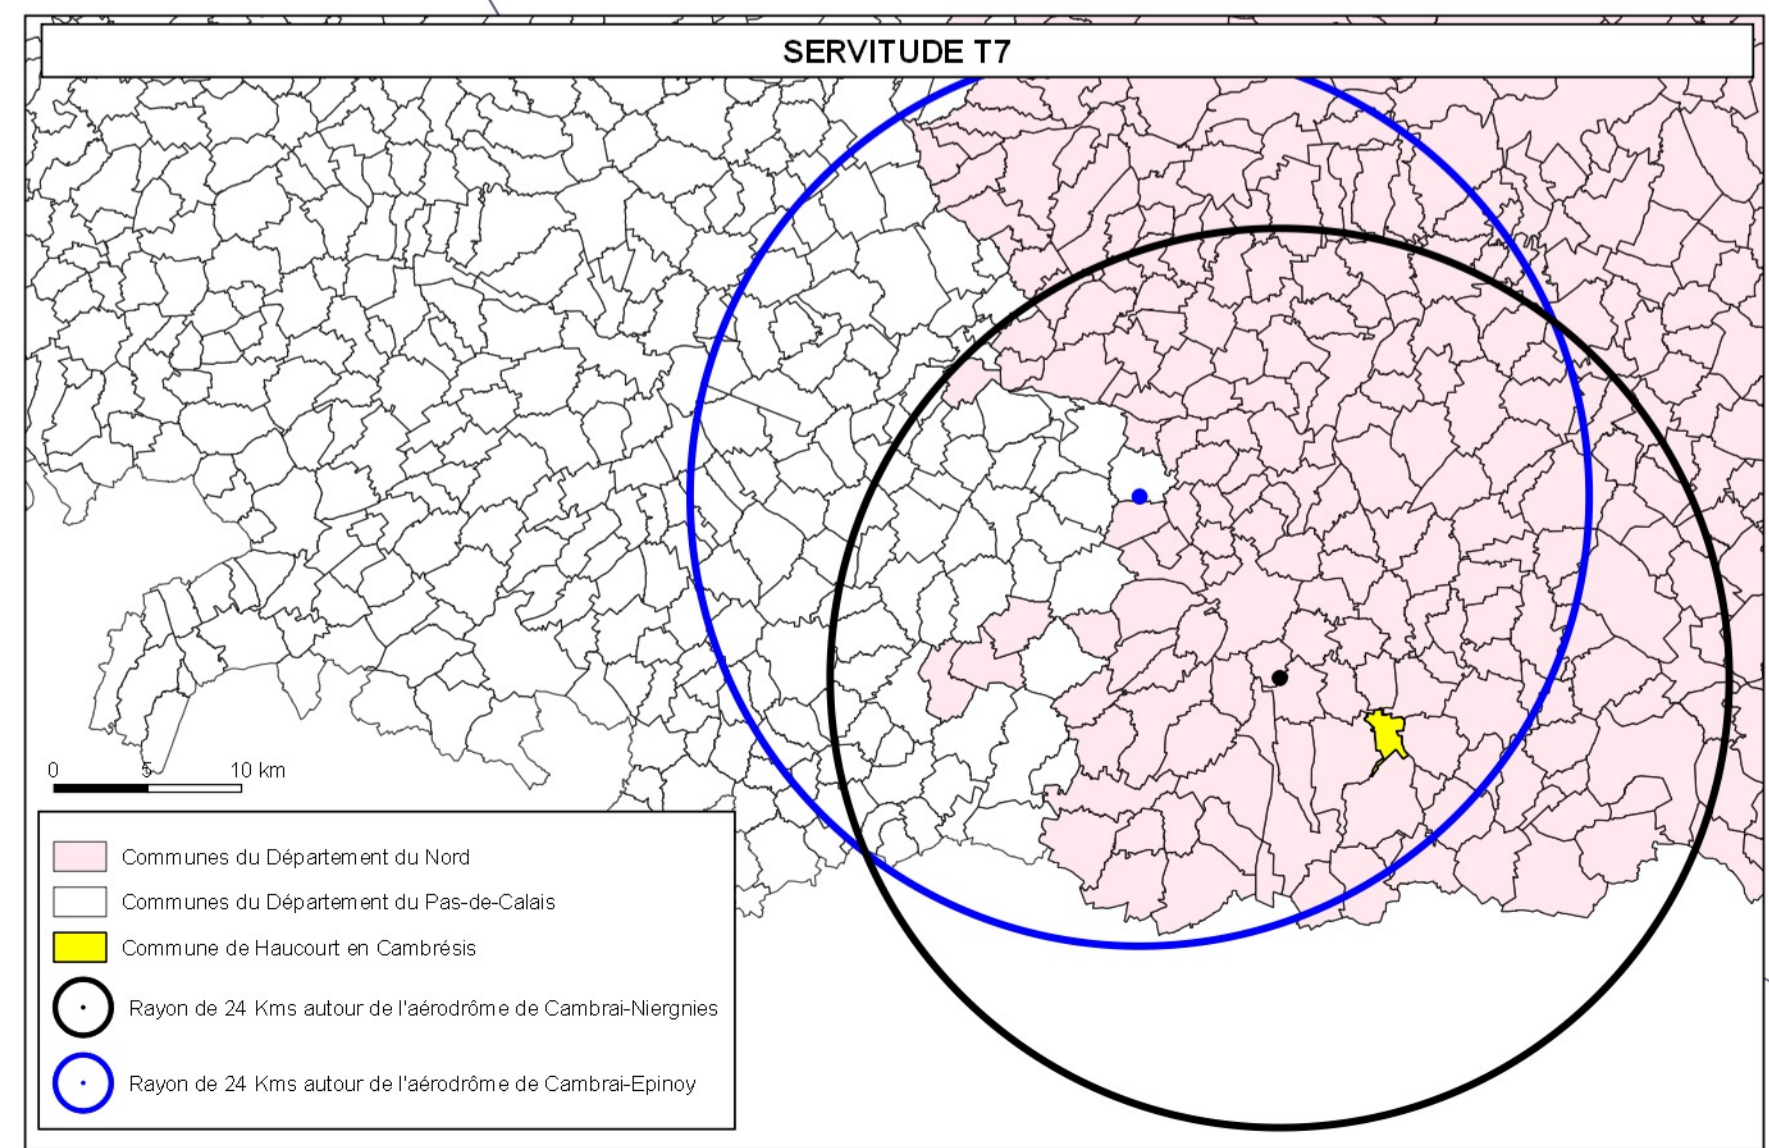 SERVITUDE T7
0 5 10 km
Communes du Département du Nord
Communes du Département du Pas-de-Calais
Commune de Haucourt en Cambrésis
Rayon de 24 Kms autour de l'aérodrôme de Cambrai-Niergnies
Rayon de 24 Kms autour de l'aérodrôme de Cambrai-Epinoy